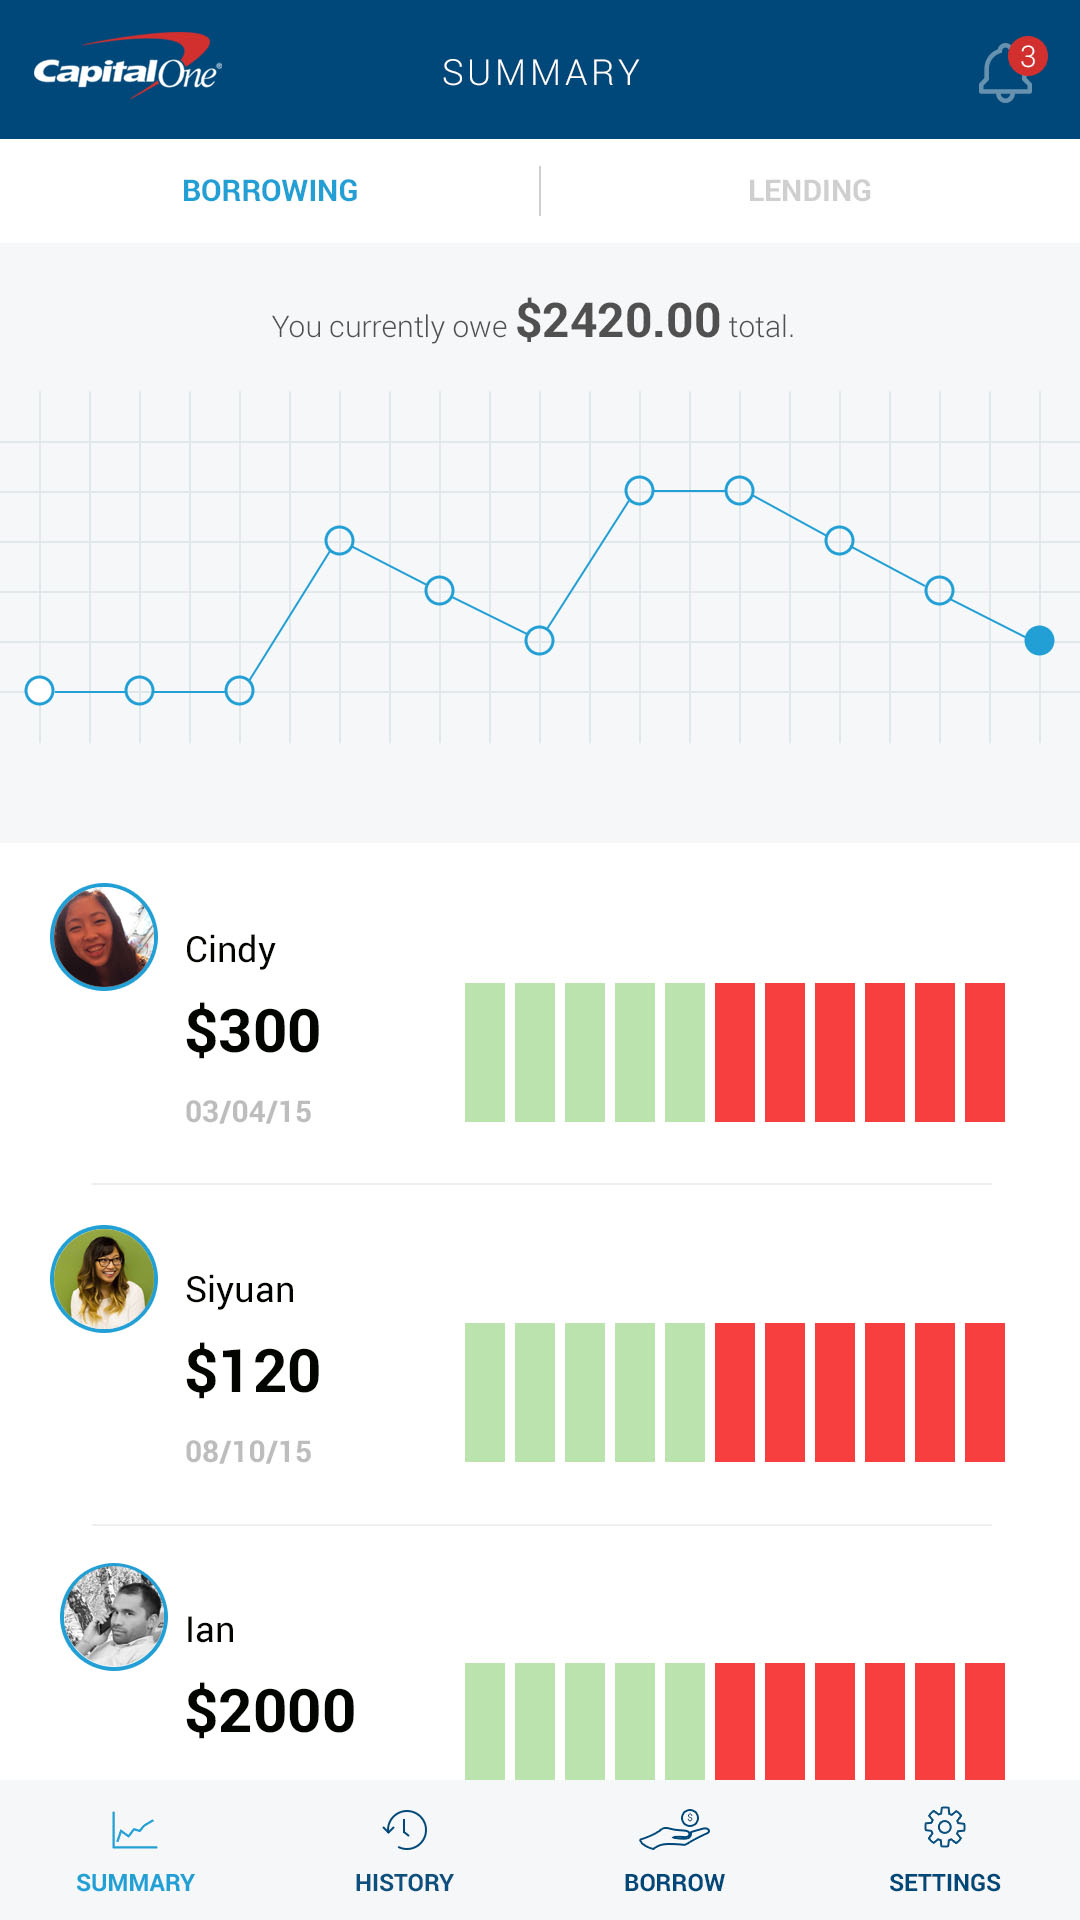 CapitalOne®
SUMMARY
3
BORROWING
LENDING
You currently owe $2420.00 total.
Cindy
$300
03/04/15
Siyuan
$120
08/10/15
Ian
$2000
$
SUMMARY
HISTORY
BORROW
SETTINGS